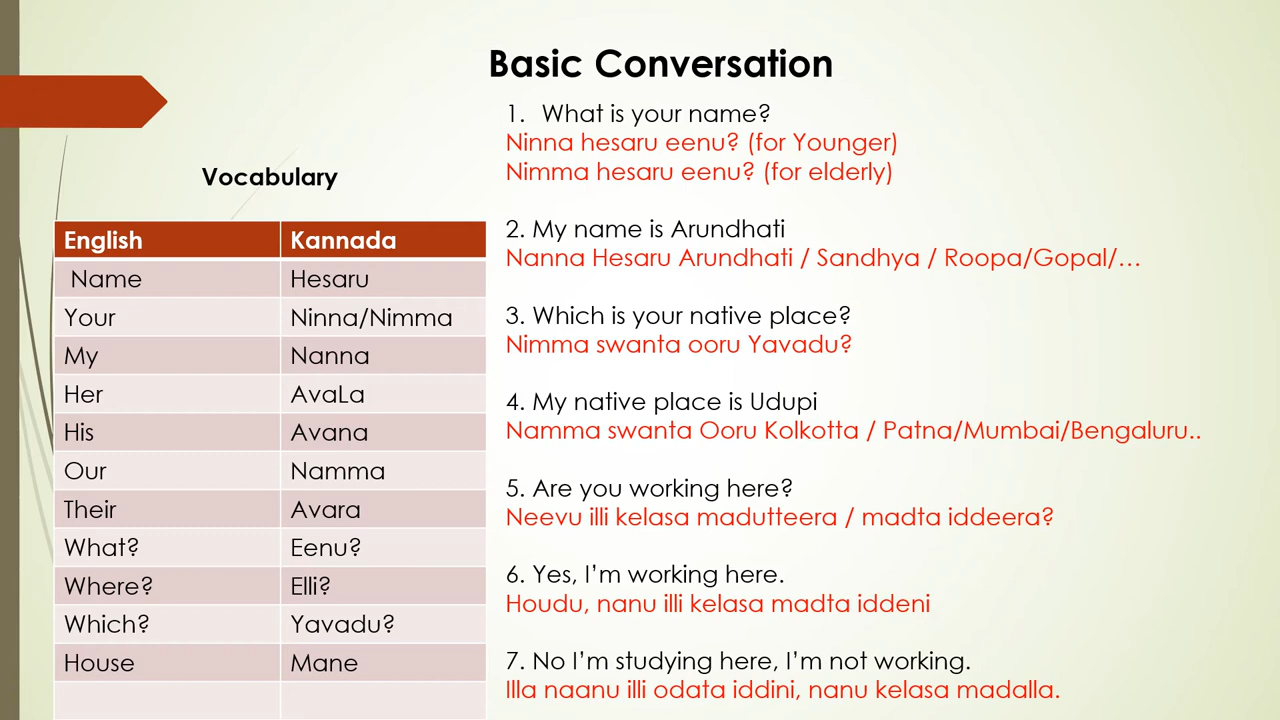 Basic Conversation
Vocabulary
English Kannada
Name Hesaru
Your Ninna/Nimma
My Nanna
Her AvaLa
His Avana
Our Namma
Their Avara
What? Eenu?
Where? Elli?
Which? Yavadu?
House Mane
1. What is your name?
Ninna hesaru eenu? (for Younger)
Nimma hesaru eenu? (for elderly)
2. My name is Arundhati
Nanna Hesaru Arundhati / Sandhya / Roopa/Gopal/…
3. Which is your native place?
Nimma swanta ooru Yavadu?
4. My native place is Udupi
Namma swanta Ooru Kolkotta / Patna/Mumbai/Bengaluru..
5. Are you working here?
Neevu illi kelasa madutteera / madta iddeera?
6. Yes, I’m working here.
Houdu, nanu illi kelasa madta iddeni
7. No I’m studying here, I’m not working.
Illa naanu illi odata iddini, nanu kelasa madalla.